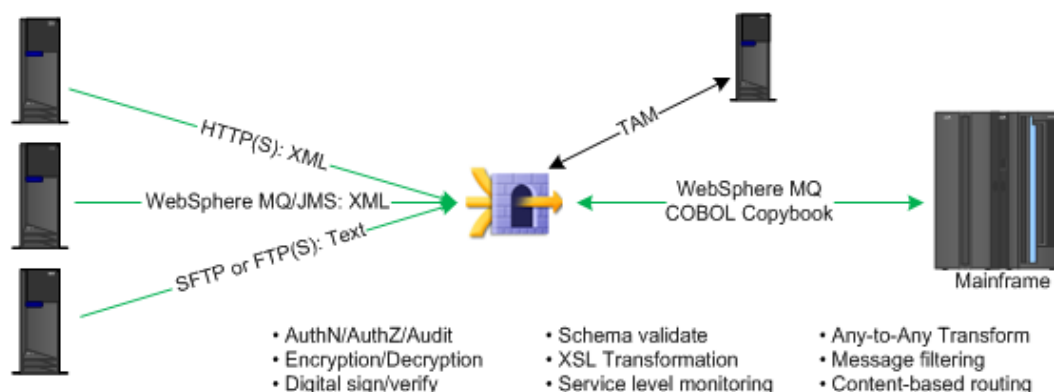 HTTP(S): XML
TAM
WebSphere MQ/JMS: XML
WebSphere MQ
COBOL Copybook
SFTP or FTP(S): Text
Mainframe
• AuthN/AuthZ/Audit
• Encryption/Decryption
• Digital sign/verify
• Schema validate
• XSL Transformation
• Service level monitoring
• Any-to-Any Transform
• Message filtering
• Content-based routing